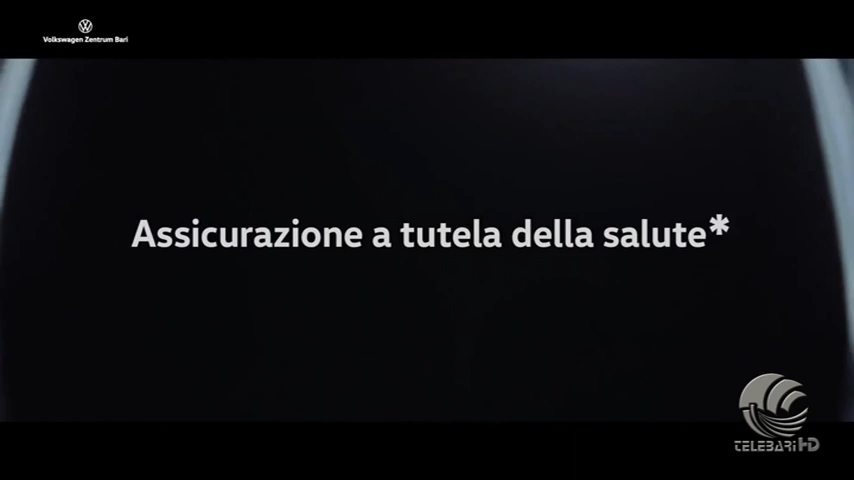 Volkswagen Zentrum Bari
Assicurazione a tutela della salute*
TELEBARI HD